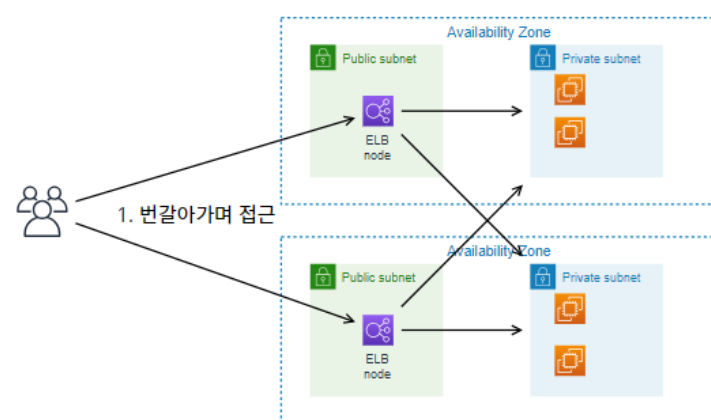 Availability Zone
Public subnet
Private subnet
ELB
node
1. 번갈아가며 접근
Availability Zone
Public subnet
Private subnet
ELB
node